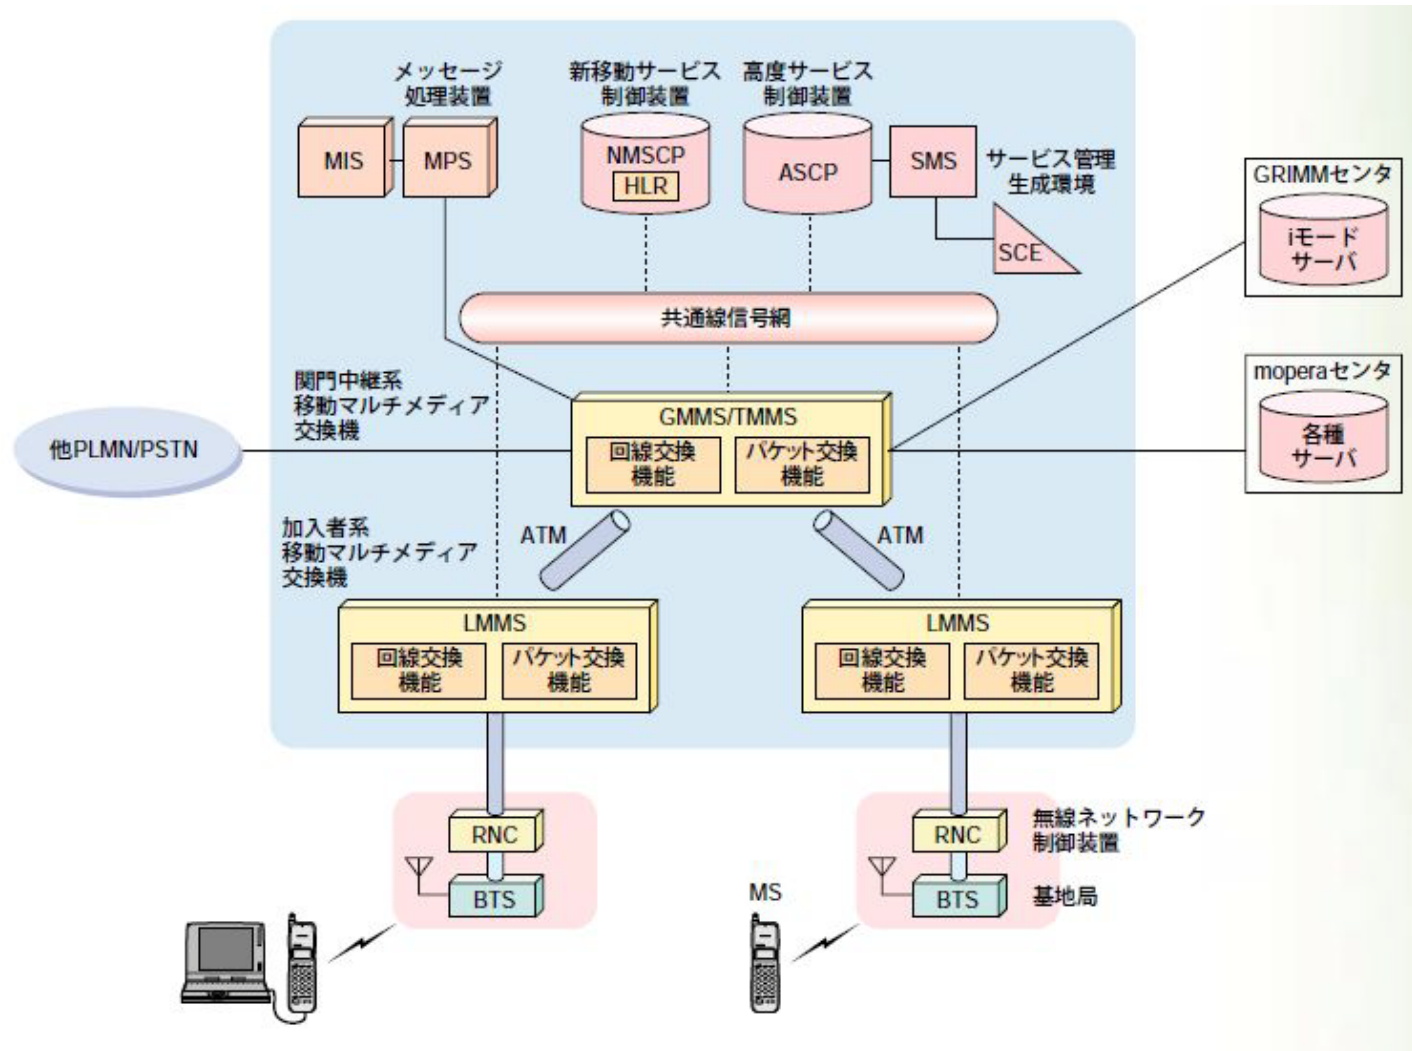 メッセージ
処理装置
新移動サービス
制御装置
高度サービス
制御装置
MIS
MPS
NMSCP
HLR
ASCP
SMS
サービス管理
生成環境
SCE
GRIMMセンタ
iモード
サーバ
共通線信号網
関門中継系
移動マルチメディア
交換機
GMMS/TMMS
回線交換
機能
パケット交換
機能
moperaセンタ
各種
サーバ
他PLMN/PSTN
加入者系
移動マルチメディア
交換機
ATM
ATM
LMMS
回線交換
機能
パケット交換
機能
LMMS
回線交換
機能
パケット交換
機能
RNC
BTS
RNC
BTS
無線ネットワーク
制御装置
基地局
MS